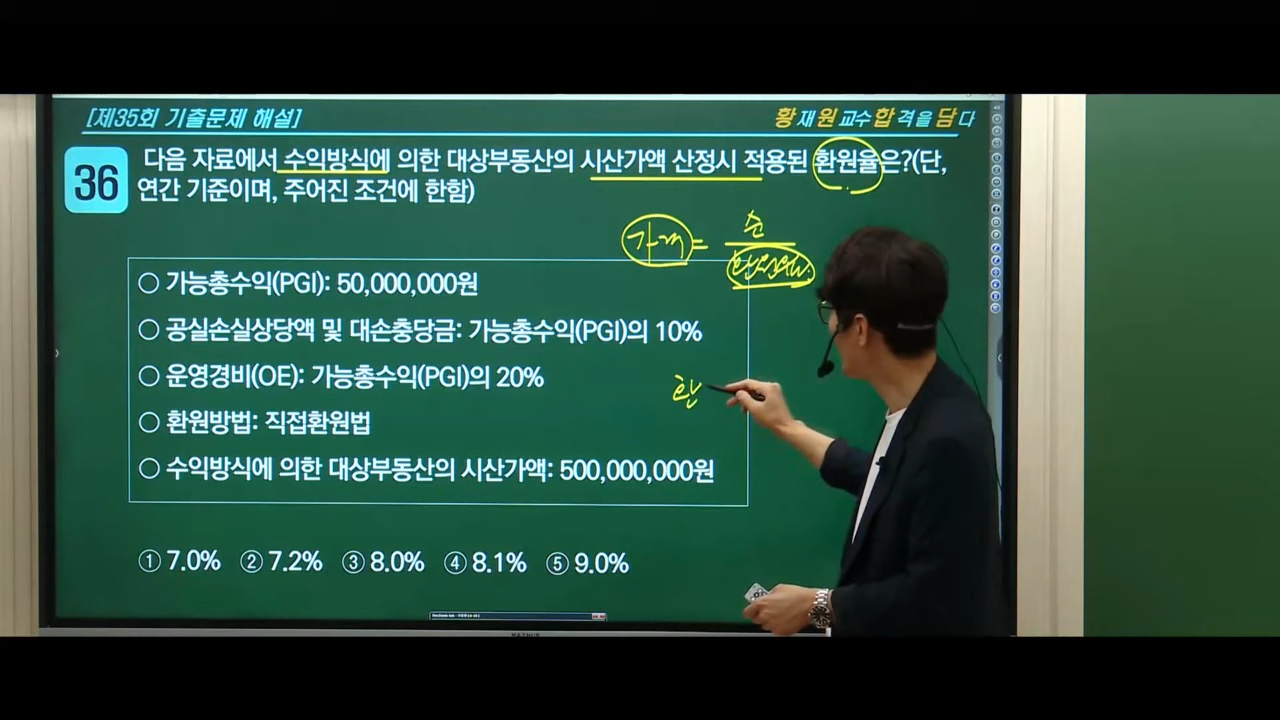 [제35회 기출문제 해설]
황재원 교수 합격을 담다
36
다음 자료에서 수익방식에 의한 대상부동산의 시산가액 산정시 적용된 환원율은?(단,
연간 기준이며, 주어진 조건에 한함)
가액 = 순
환원율
○ 가능총수익(PGI): 50,000,000원
○ 공실손실상당액 및 대손충당금: 가능총수익(PGI)의 10%
○ 운영경비(OE): 가능총수익(PGI)의 20%
환
○ 환원방법: 직접환원법
○ 수익방식에 의한 대상부동산의 시산가액: 500,000,000원
① 7.0% ② 7.2% ③ 8.0% ④ 8.1% ⑤ 9.0%